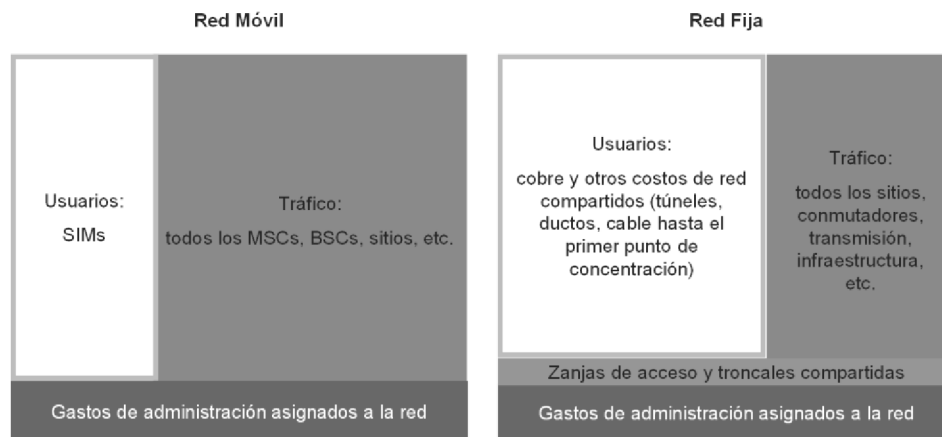 Red Móvil
Usuarios:
SIMs
Tráfico:
todos los MSCs, BSCs, sitios, etc.
Gastos de administración asignados a la red
Red Fija
Usuarios:
cobre y otros costos de red
compartidos (túneles,
ductos, cable hasta el
primer punto de
concentración)
Tráfico:
todos los sitios,
conmutadores,
transmisión,
infraestructura,
etc.
Zanjas de acceso y troncales compartidas
Gastos de administración asignados a la red